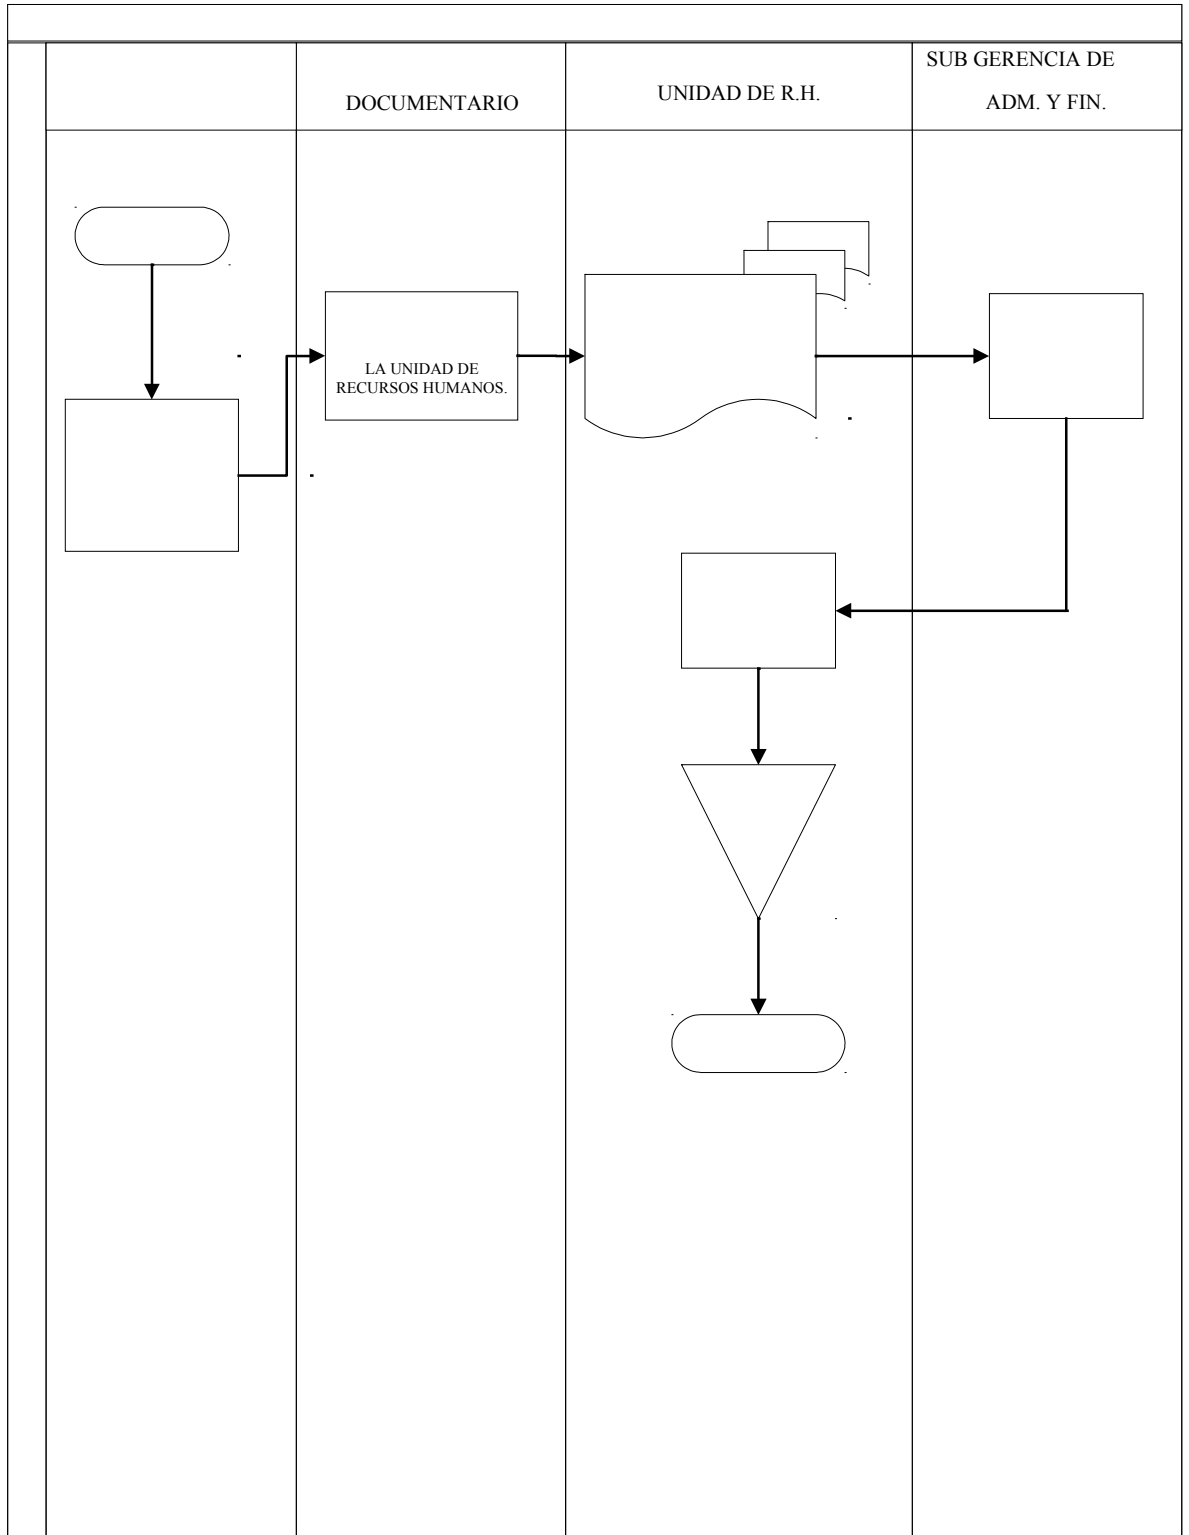 DOCUMENTARIO
UNIDAD DE R.H.
SUB GERENCIA DE
ADM. Y FIN.
LA UNIDAD DE
RECURSOS HUMANOS.